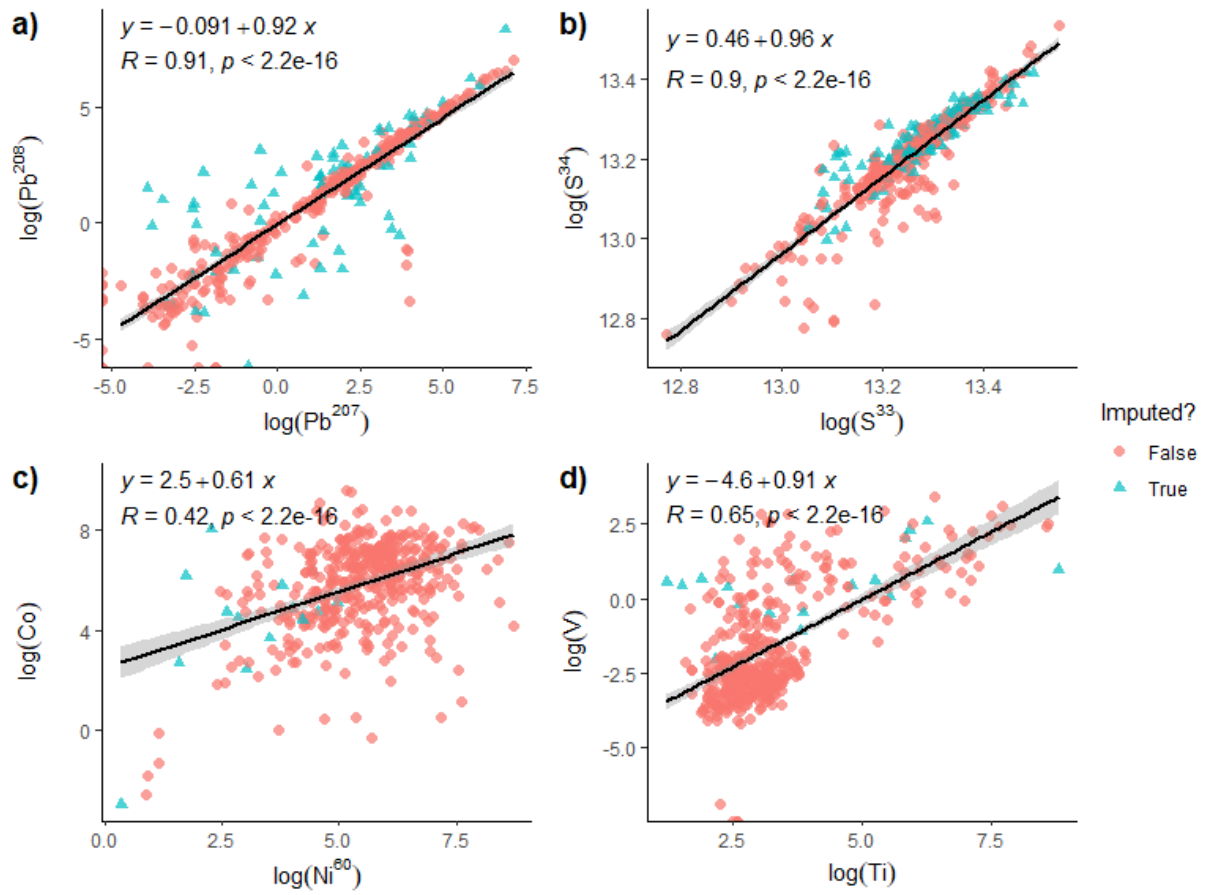 a)
y = −0.091 + 0.92 x
R = 0.91, p < 2.2e-16
5
0
-5
log(Pb²⁰⁸)
-5.0 -2.5 0.0 2.5 5.0 7.5
log(Pb²⁰⁷)
b)
y = 0.46 + 0.96 x
R = 0.9, p < 2.2e-16
13.4
13.2
13.0
12.8
log(S³⁴)
12.8 13.0 13.2 13.4
log(S³³)
c)
y = 2.5 + 0.61 x
R = 0.42, p < 2.2e-16
8
4
0
log(Co)
0.0 2.5 5.0 7.5
log(Ni⁶⁰)
d)
y = −4.6 + 0.91 x
R = 0.65, p < 2.2e-16
2.5
0.0
-2.5
-5.0
log(V)
2.5 5.0 7.5
log(Ti)
Imputed?
False
True